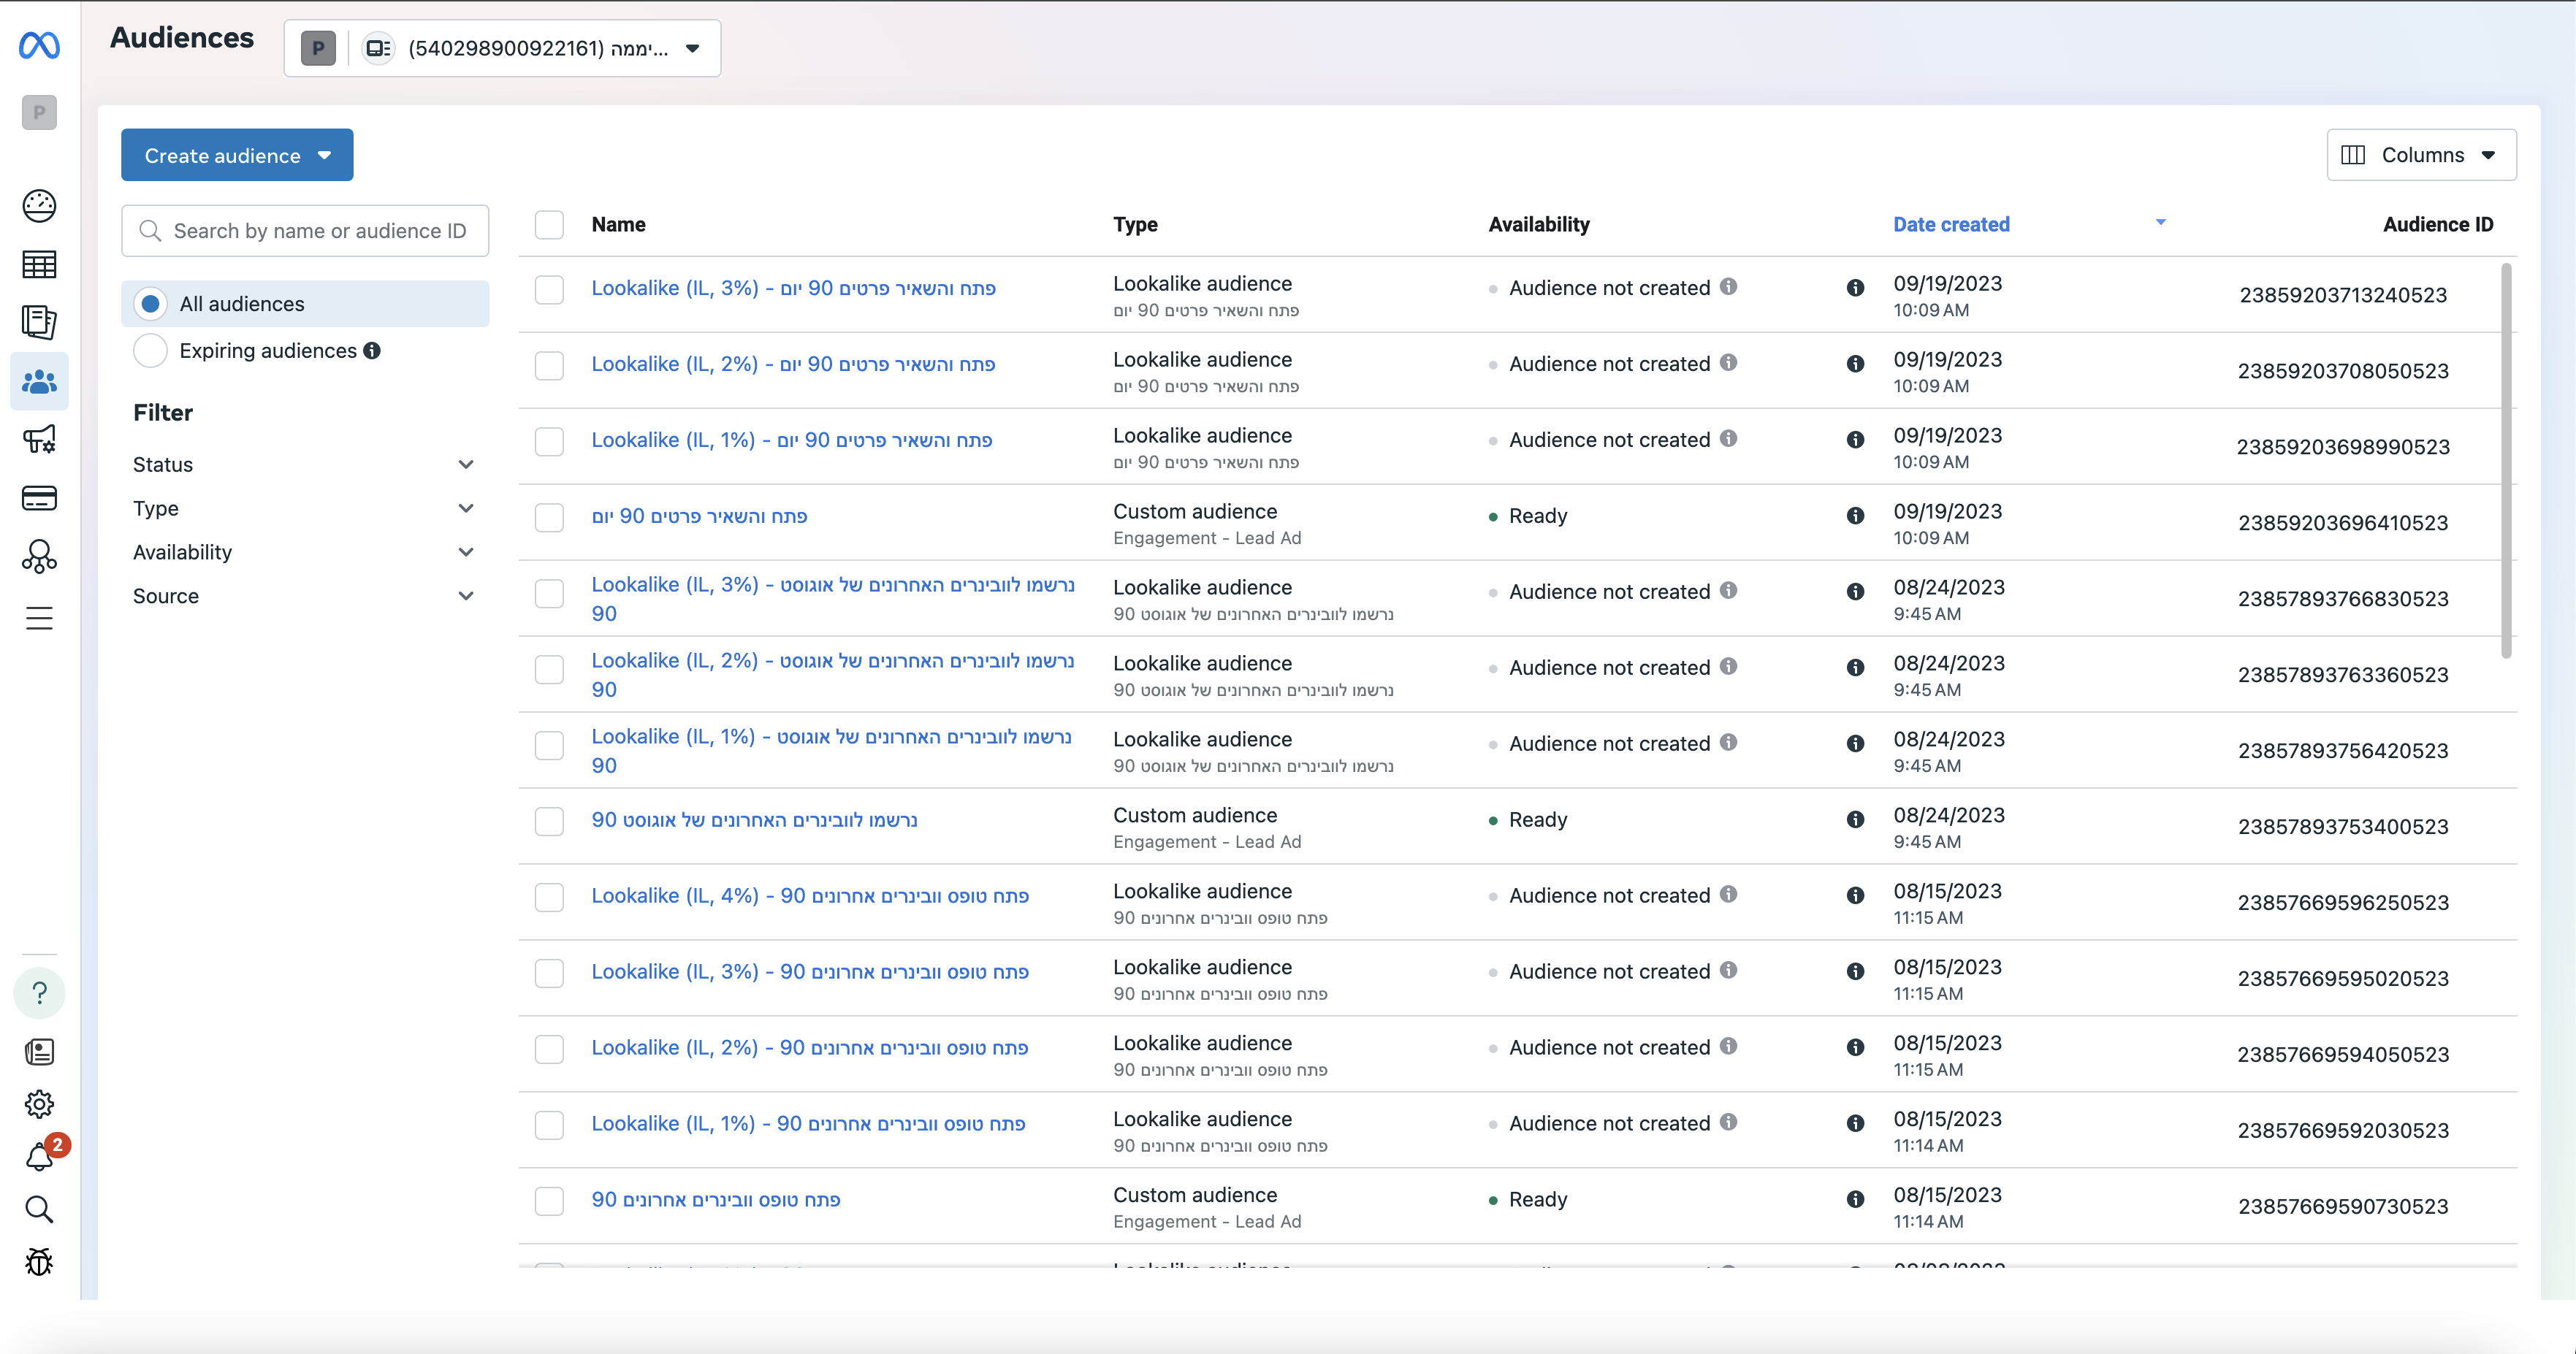 Audiences
P
(540298900922161) יממה...
P
Create audience
Columns
Search by name or audience ID
All audiences
Expiring audiences
Filter
Status
Type
Availability
Source
2
Name Type Availability Date created Audience ID
Lookalike (IL, 3%) - פתח והשאיר פרטים 90 יום
Lookalike audience
פתח והשאיר פרטים 90 יום
Audience not created
09/19/2023
10:09 AM
23859203713240523
Lookalike (IL, 2%) - פתח והשאיר פרטים 90 יום
Lookalike audience
פתח והשאיר פרטים 90 יום
Audience not created
09/19/2023
10:09 AM
23859203708050523
Lookalike (IL, 1%) - פתח והשאיר פרטים 90 יום
Lookalike audience
פתח והשאיר פרטים 90 יום
Audience not created
09/19/2023
10:09 AM
23859203698990523
פתח והשאיר פרטים 90 יום
Custom audience
Engagement - Lead Ad
Ready
09/19/2023
10:09 AM
23859203696410523
Lookalike (IL, 3%) - נרשמו לוובינרים האחרונים של אוגוסט
90
Lookalike audience
נרשמו לוובינרים האחרונים של אוגוסט 90
Audience not created
08/24/2023
9:45 AM
23857893766830523
Lookalike (IL, 2%) - נרשמו לוובינרים האחרונים של אוגוסט
90
Lookalike audience
נרשמו לוובינרים האחרונים של אוגוסט 90
Audience not created
08/24/2023
9:45 AM
23857893763360523
Lookalike (IL, 1%) - נרשמו לוובינרים האחרונים של אוגוסט
90
Lookalike audience
נרשמו לוובינרים האחרונים של אוגוסט 90
Audience not created
08/24/2023
9:45 AM
23857893756420523
נרשמו לוובינרים האחרונים של אוגוסט 90
Custom audience
Engagement - Lead Ad
Ready
08/24/2023
9:45 AM
23857893753400523
Lookalike (IL, 4%) - פתח טופס וובינרים אחרונים 90
Lookalike audience
פתח טופס וובינרים אחרונים 90
Audience not created
08/15/2023
11:15 AM
23857669596250523
Lookalike (IL, 3%) - פתח טופס וובינרים אחרונים 90
Lookalike audience
פתח טופס וובינרים אחרונים 90
Audience not created
08/15/2023
11:15 AM
23857669595020523
Lookalike (IL, 2%) - פתח טופס וובינרים אחרונים 90
Lookalike audience
פתח טופס וובינרים אחרונים 90
Audience not created
08/15/2023
11:15 AM
23857669594050523
Lookalike (IL, 1%) - פתח טופס וובינרים אחרונים 90
Lookalike audience
פתח טופס וובינרים אחרונים 90
Audience not created
08/15/2023
11:14 AM
23857669592030523
פתח טופס וובינרים אחרונים 90
Custom audience
Engagement - Lead Ad
Ready
08/15/2023
11:14 AM
23857669590730523
Lookalike audience